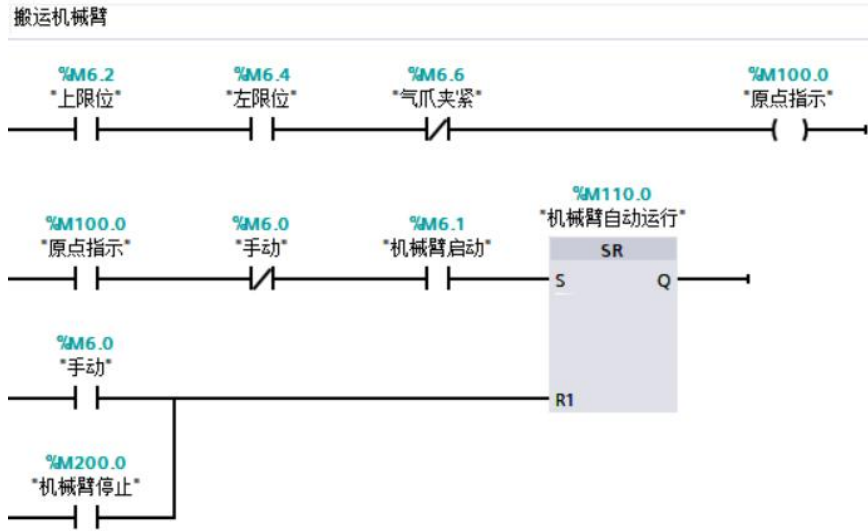 搬运机械臂
%M6.2 %M6.4 %M6.6 %M100.0
"上限位" "左限位" "气爪夹紧" "原点指示"
%M110.0
"机械臂自动运行"
%M100.0 %M6.0 %M6.1
"原点指示" "手动" "机械臂启动"
SR
S Q
%M6.0
"手动"
R1
%M200.0
"机械臂停止"